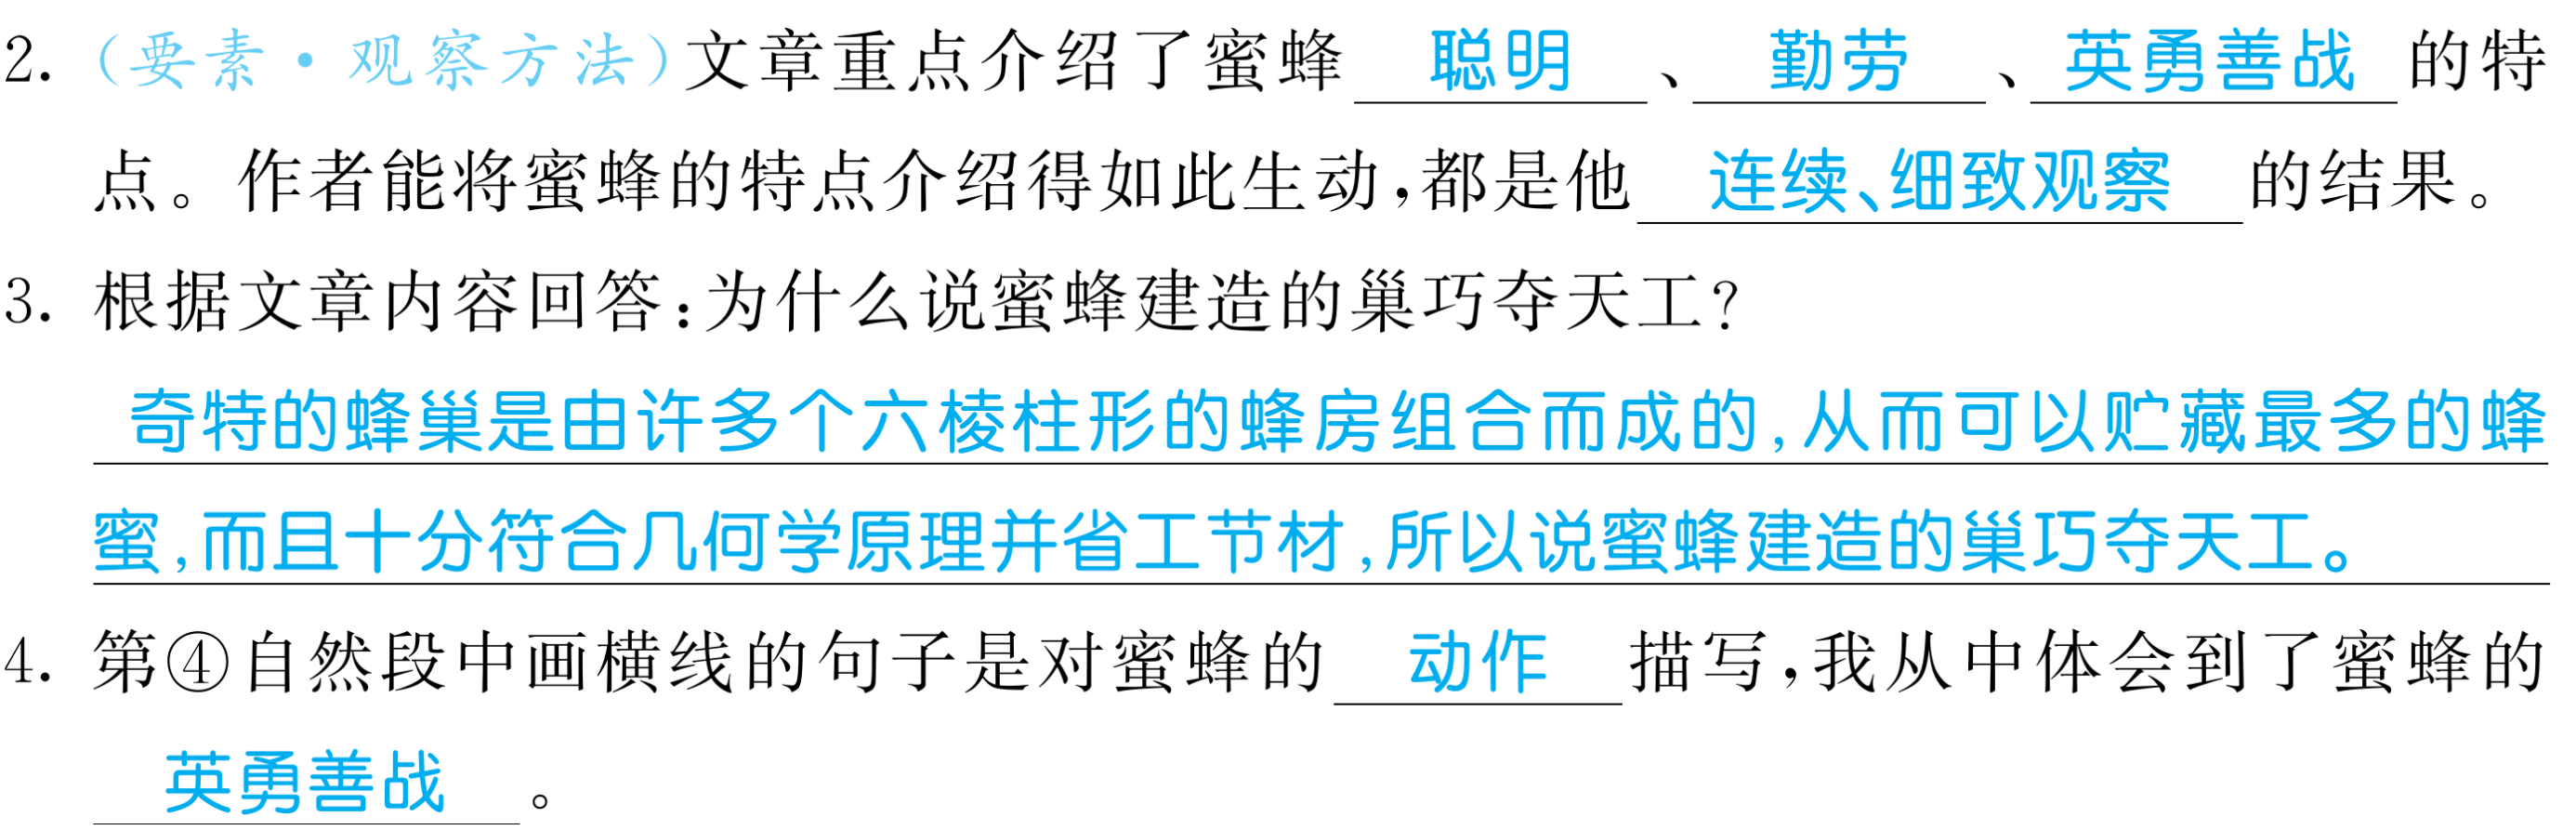 2. (要素·观察方法)文章重点介绍了蜜蜂 聪明 、 勤劳 、 英勇善战 的特
点。作者能将蜜蜂的特点介绍得如此生动,都是他 连续、细致观察 的结果。
3. 根据文章内容回答:为什么说蜜蜂建造的巢巧夺天工?
奇特的蜂巢是由许多个六棱柱形的蜂房组合而成的,从而可以贮藏最多的蜂
蜜,而且十分符合几何学原理并省工节材,所以说蜜蜂建造的巢巧夺天工。
4. 第④自然段中画横线的句子是对蜜蜂的 动作 描写,我从中体会到了蜜蜂的
英勇善战 。